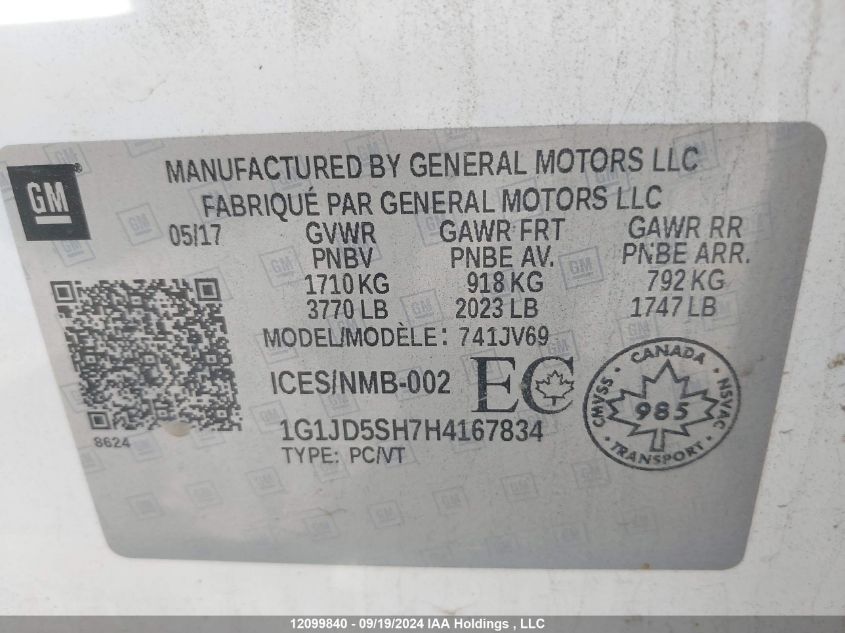 GM
MANUFACTURED BY GENERAL MOTORS LLC
FABRIQUÉ PAR GENERAL MOTORS LLC
05/17 GVWR GAWR FRT GAWR RR
PNBV PNBE AV. PNBE ARR.
1710 KG 918 KG 792 KG
3770 LB 2023 LB 1747 LB
MODEL/MODÈLE: 741JV69
ICES/NMB-002 EC
8624
1G1JD5SH7H4167834
TYPE: PC/VT
CANADA
CMVSS 985 NSVAC
TRANSPORT
12099840 - 09/19/2024 IAA Holdings , LLC